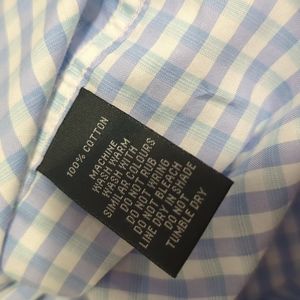 100% COTTON
MACHINE
WASH WARM
WASH WITH
SIMILAR COLOURS
DO NOT RUB
DO NOT WRING
DO NOT BLEACH
LINE DRY IN SHADE
DO NOT
TUMBLE DRY